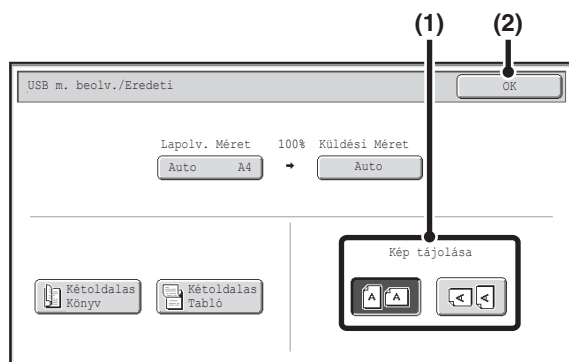 (1) (2)
USB m. beolv./Eredeti OK
Lapolv. Méret 100% Küldési Méret
Auto A4 → Auto
Kép tájolása
Kétoldalas Könyv
Kétoldalas Tabló
A A A A